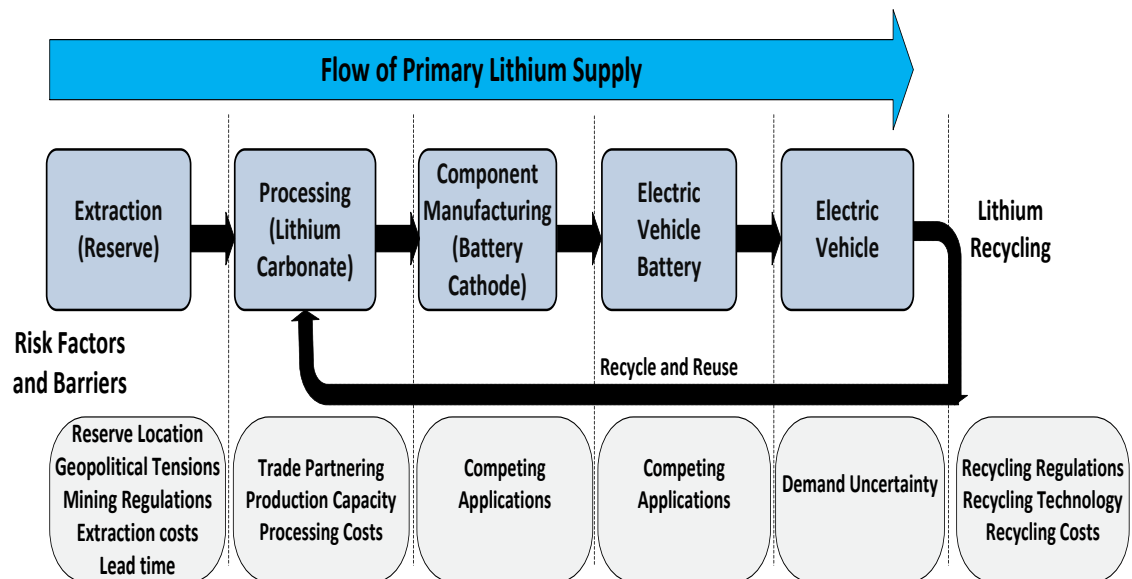 Flow of Primary Lithium Supply
Extraction
(Reserve)
Processing
(Lithium
Carbonate)
Component
Manufacturing
(Battery
Cathode)
Electric
Vehicle
Battery
Electric
Vehicle
Lithium
Recycling
Risk Factors
and Barriers
Recycle and Reuse
Reserve Location
Geopolitical Tensions
Mining Regulations
Extraction costs
Lead time
Trade Partnering
Production Capacity
Processing Costs
Competing
Applications
Competing
Applications
Demand Uncertainty
Recycling Regulations
Recycling Technology
Recycling Costs